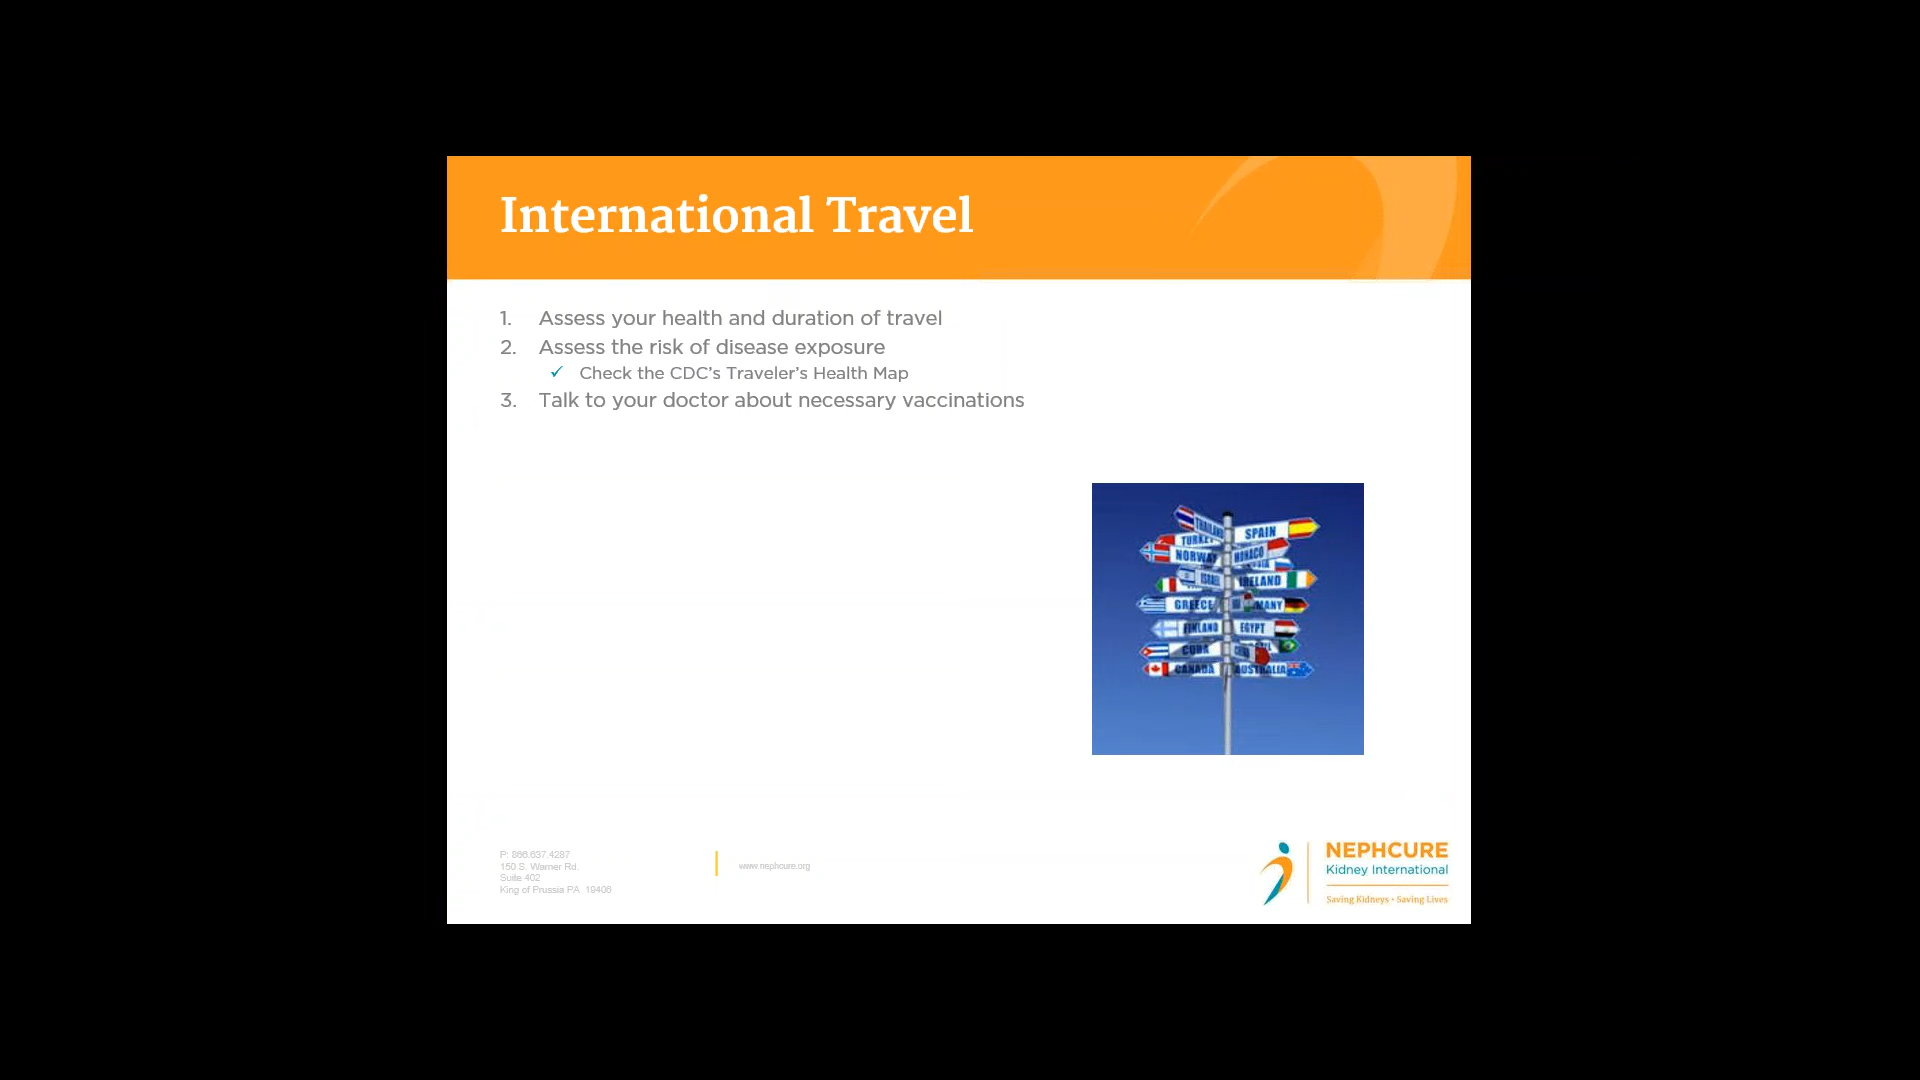 International Travel
1. Assess your health and duration of travel
2. Assess the risk of disease exposure
✓ Check the CDC's Traveler's Health Map
3. Talk to your doctor about necessary vaccinations
THAILAND
SPAIN
TURKEY
NORWAY
MONACO
ISRAEL
IRELAND
GREECE
MANY
FINLAND
EGYPT
CUBA
CANADA
AUSTRALIA
P: 866.637.4287
150 S. Warner Rd.
Suite 402
King of Prussia PA. 19406
www.nephcure.org
NEPHCURE
Kidney International
Saving Kidneys • Saving Lives